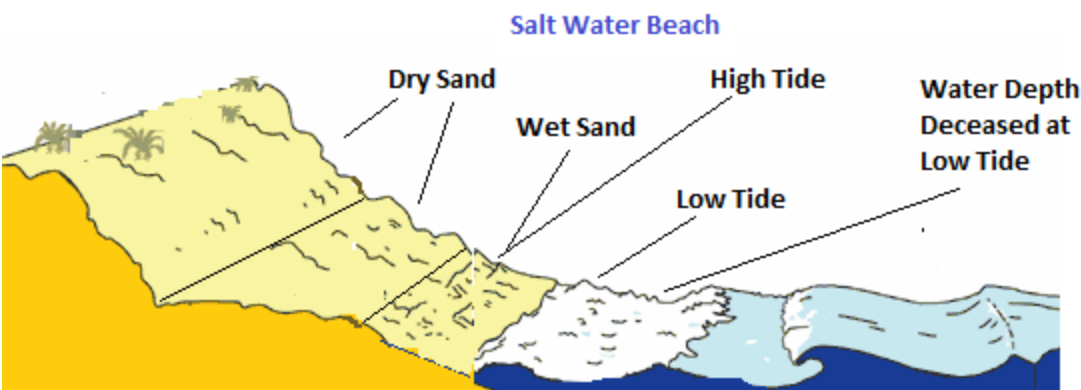 Salt Water Beach
Dry Sand
High Tide
Water Depth
Deceased at
Low Tide
Wet Sand
Low Tide